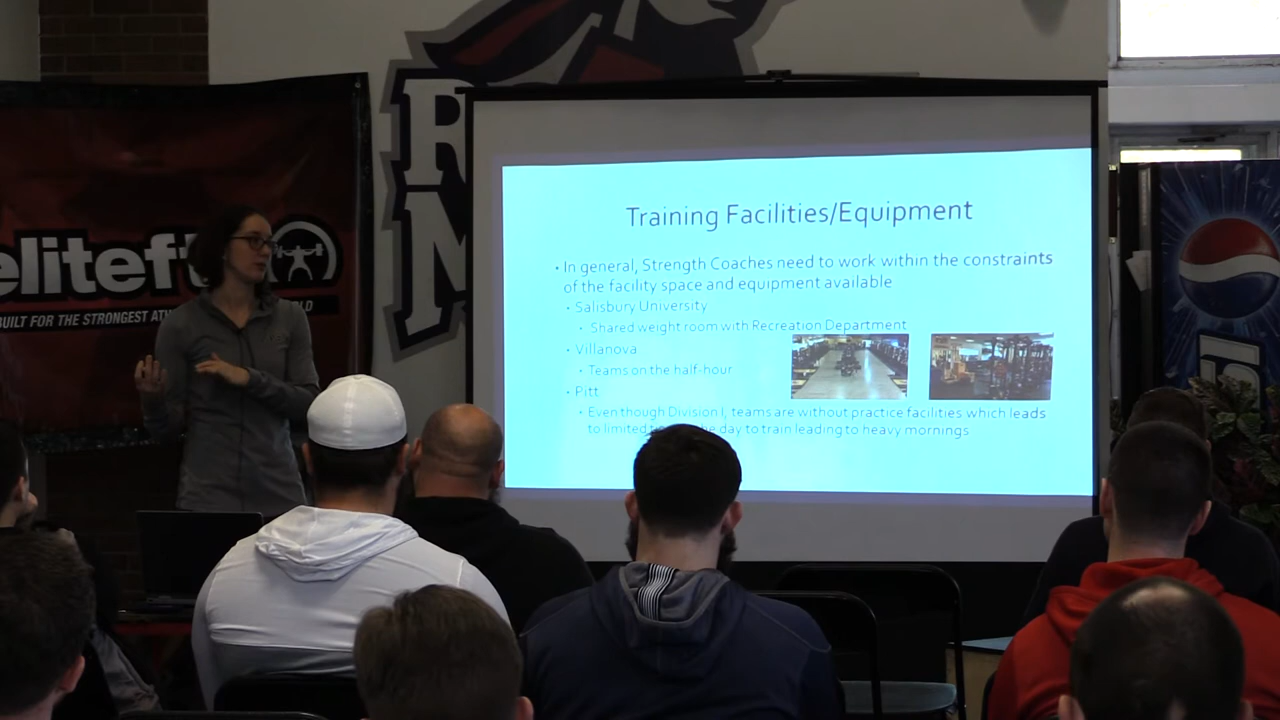 R
M
elitef
BUILT FOR THE STRONGEST
Training Facilities/Equipment
• In general, Strength Coaches need to work within the constraints
of the facility space and equipment available
• Salisbury University
• Shared weight room with Recreation Department
• Villanova
• Teams on the half-hour
• Pitt
• Even though Division I, teams are without practice facilities which leads
to limited the day to train leading to heavy mornings